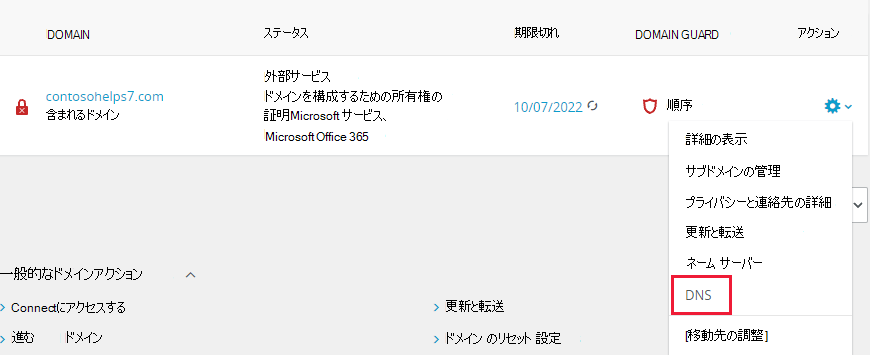 DOMAIN ステータス 期限切れ DOMAIN GUARD アクション
外部サービス
contosohelps7.com ドメインを構成するための所有権の
含まれるドメイン 証明Microsoft サービス、 10/07/2022 順序
Microsoft Office 365
詳細の表示
サブドメインの管理
プライバシーと連絡先の詳細
更新と転送
ネーム サーバー
DNS
[移動先の調整]
一般的なドメインアクション
Connectにアクセスする 更新と転送
進む ドメイン ドメイン のリセット 設定